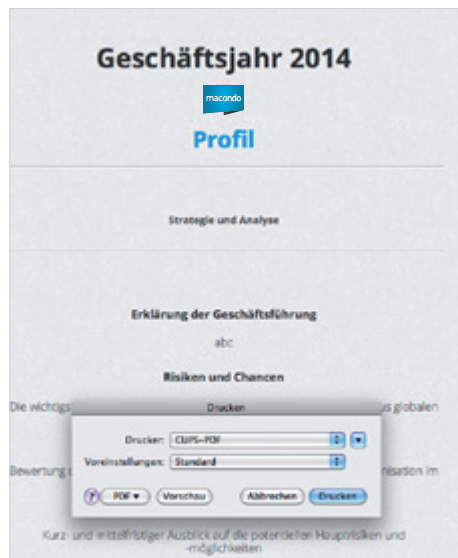 Geschäftsjahr 2014
macondo
Profil
Strategie und Analyse
Erklärung der Geschäftsführung
abc
Risiken und Chancen
Die wichtigs
us globalen
Drucken
Drucker: CUPS-PDF
Voreinstellungen: Standard
Bewertung
nisation im
? PDF ▾ Vorschau Abbrechen Drucken
Kurz- und mittelfristiger Ausblick auf die potentiellen Haupolisiken und
-möglichkeiten